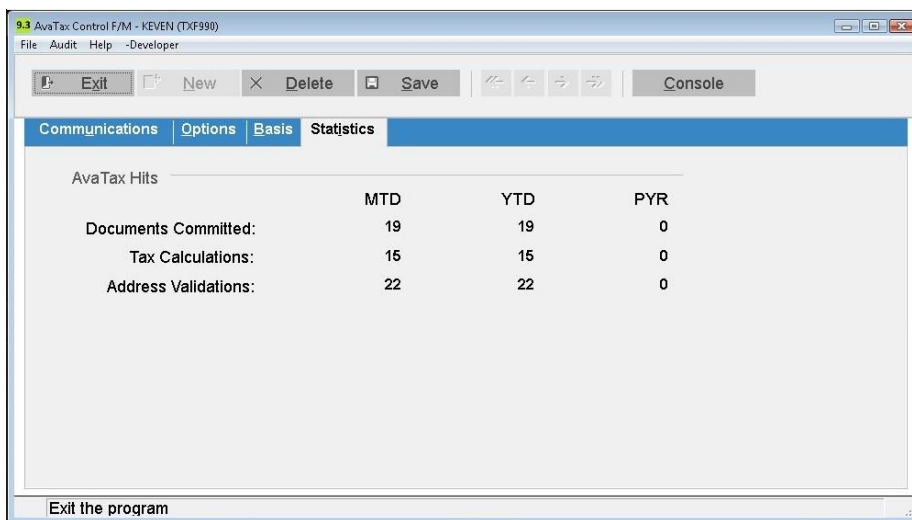 9.3 AvaTax Control F/M - KEVEN (TXF990)
File Audit Help -Developer
Exit New Delete Save Console
Communications Options Basis Statistics
AvaTax Hits
MTD YTD PYR
Documents Committed: 19 19 0
Tax Calculations: 15 15 0
Address Validations: 22 22 0
Exit the program